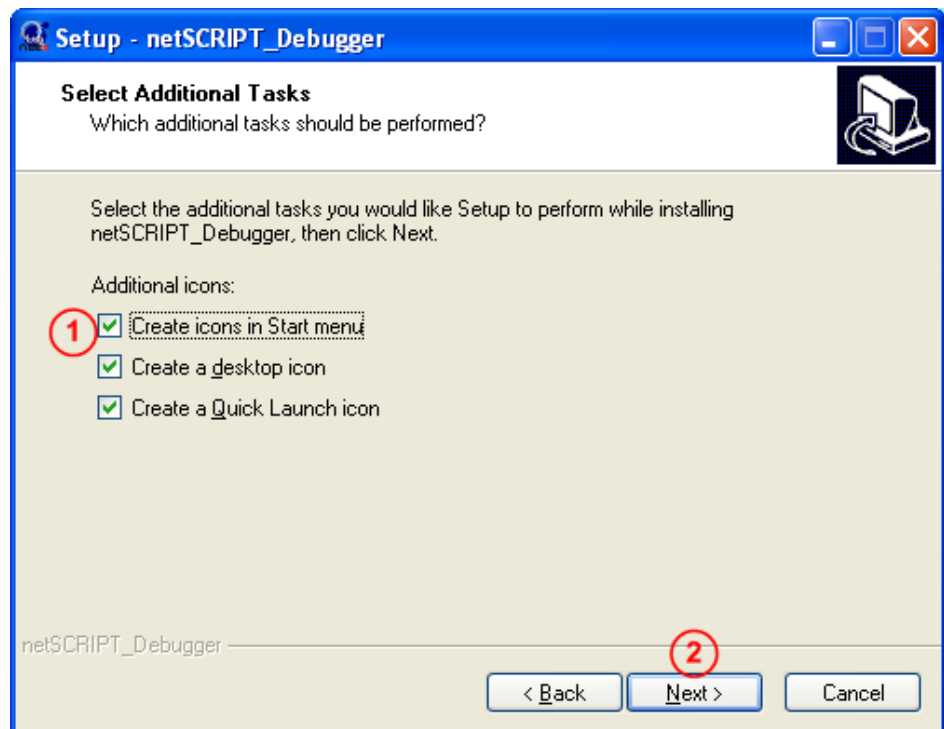 Setup - netSCRIPT_Debugger
Select Additional Tasks
Which additional tasks should be performed?
Select the additional tasks you would like Setup to perform while installing
netSCRIPT_Debugger, then click Next.
Additional icons:
1
Create icons in Start menu
Create a desktop icon
Create a Quick Launch icon
netSCRIPT_Debugger
2
< Back
Next >
Cancel